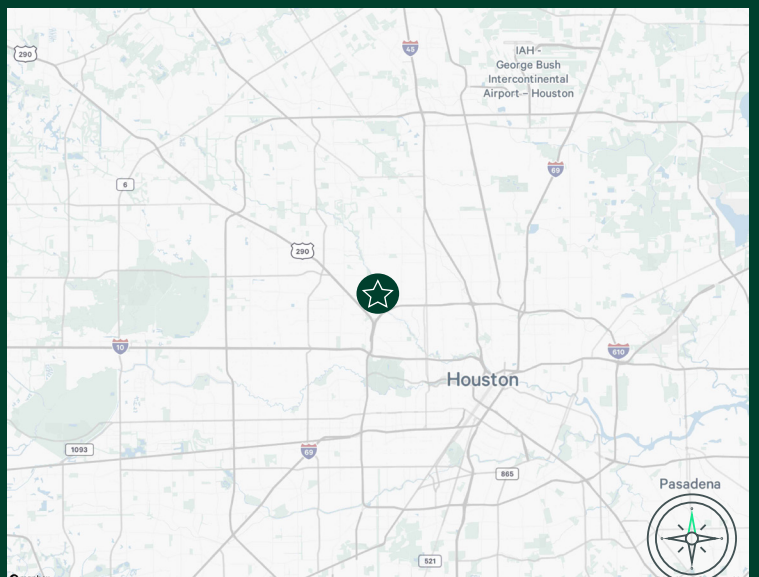 290
45
IAH -
George Bush
Intercontinental
Airport - Houston
69
6
290
10
610
Houston
1093
69
865
Pasadena
521